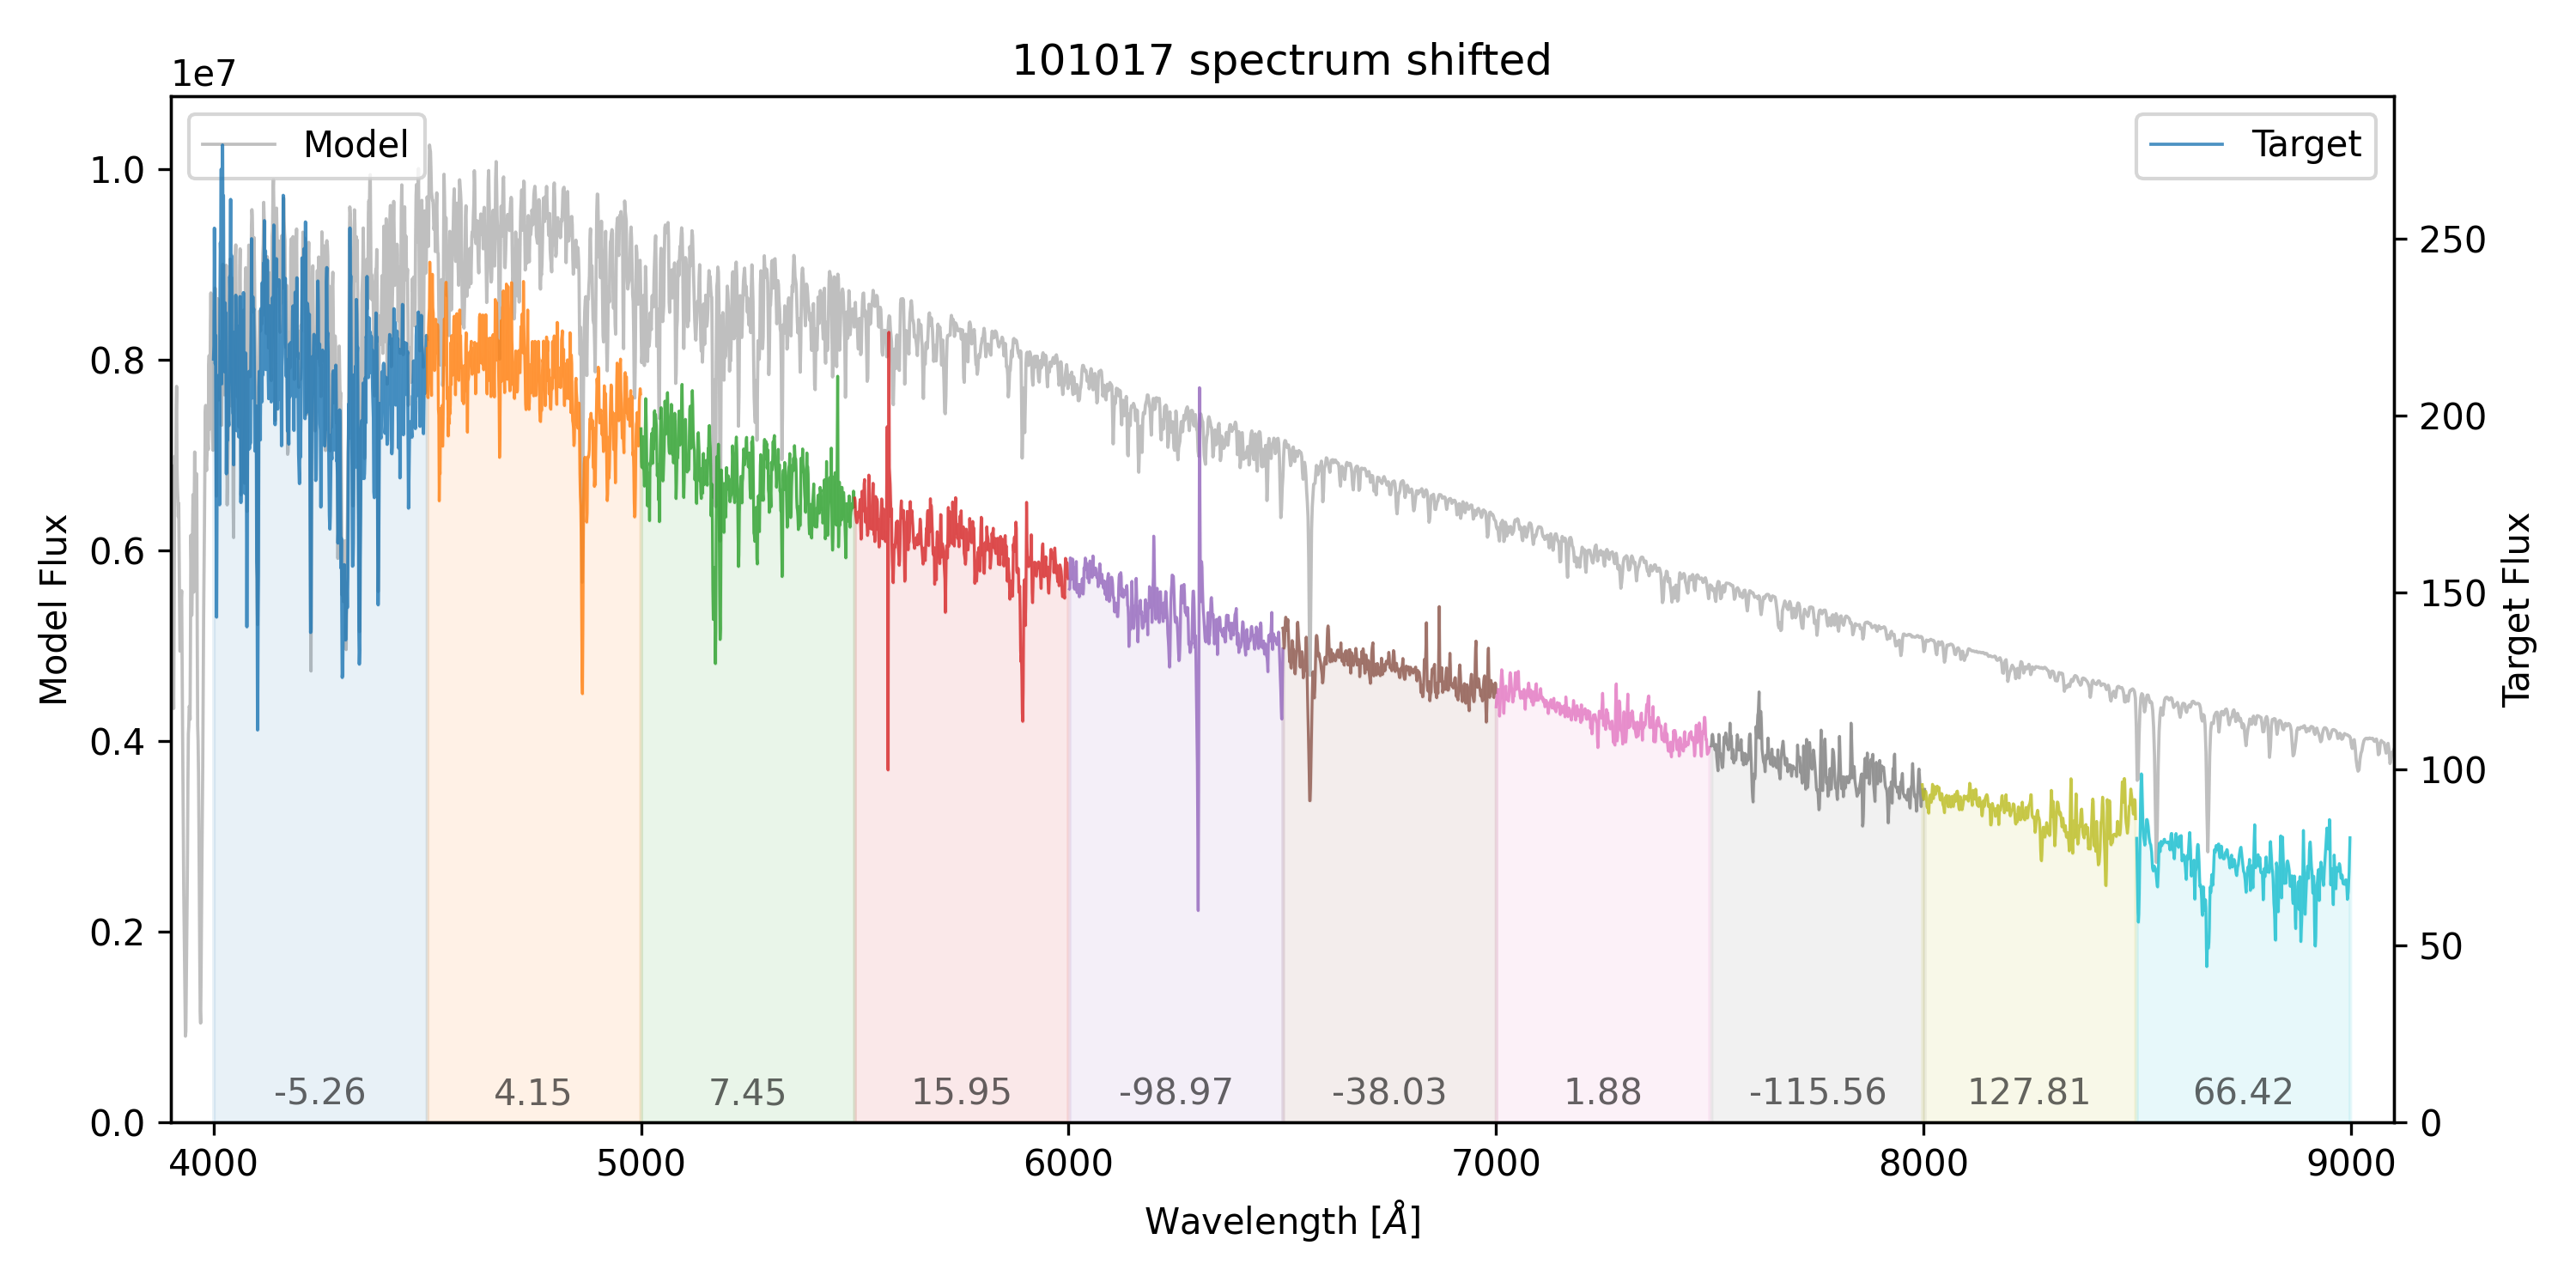 101017 spectrum shifted
1e7
Model
Target
1.0
0.8
0.6
0.4
0.2
0.0
Model Flux
250
200
150
100
50
0
Target Flux
-5.26 4.15 7.45 15.95 -98.97 -38.03 1.88 -115.56 127.81 66.42
4000 5000 6000 7000 8000 9000
Wavelength [Å]